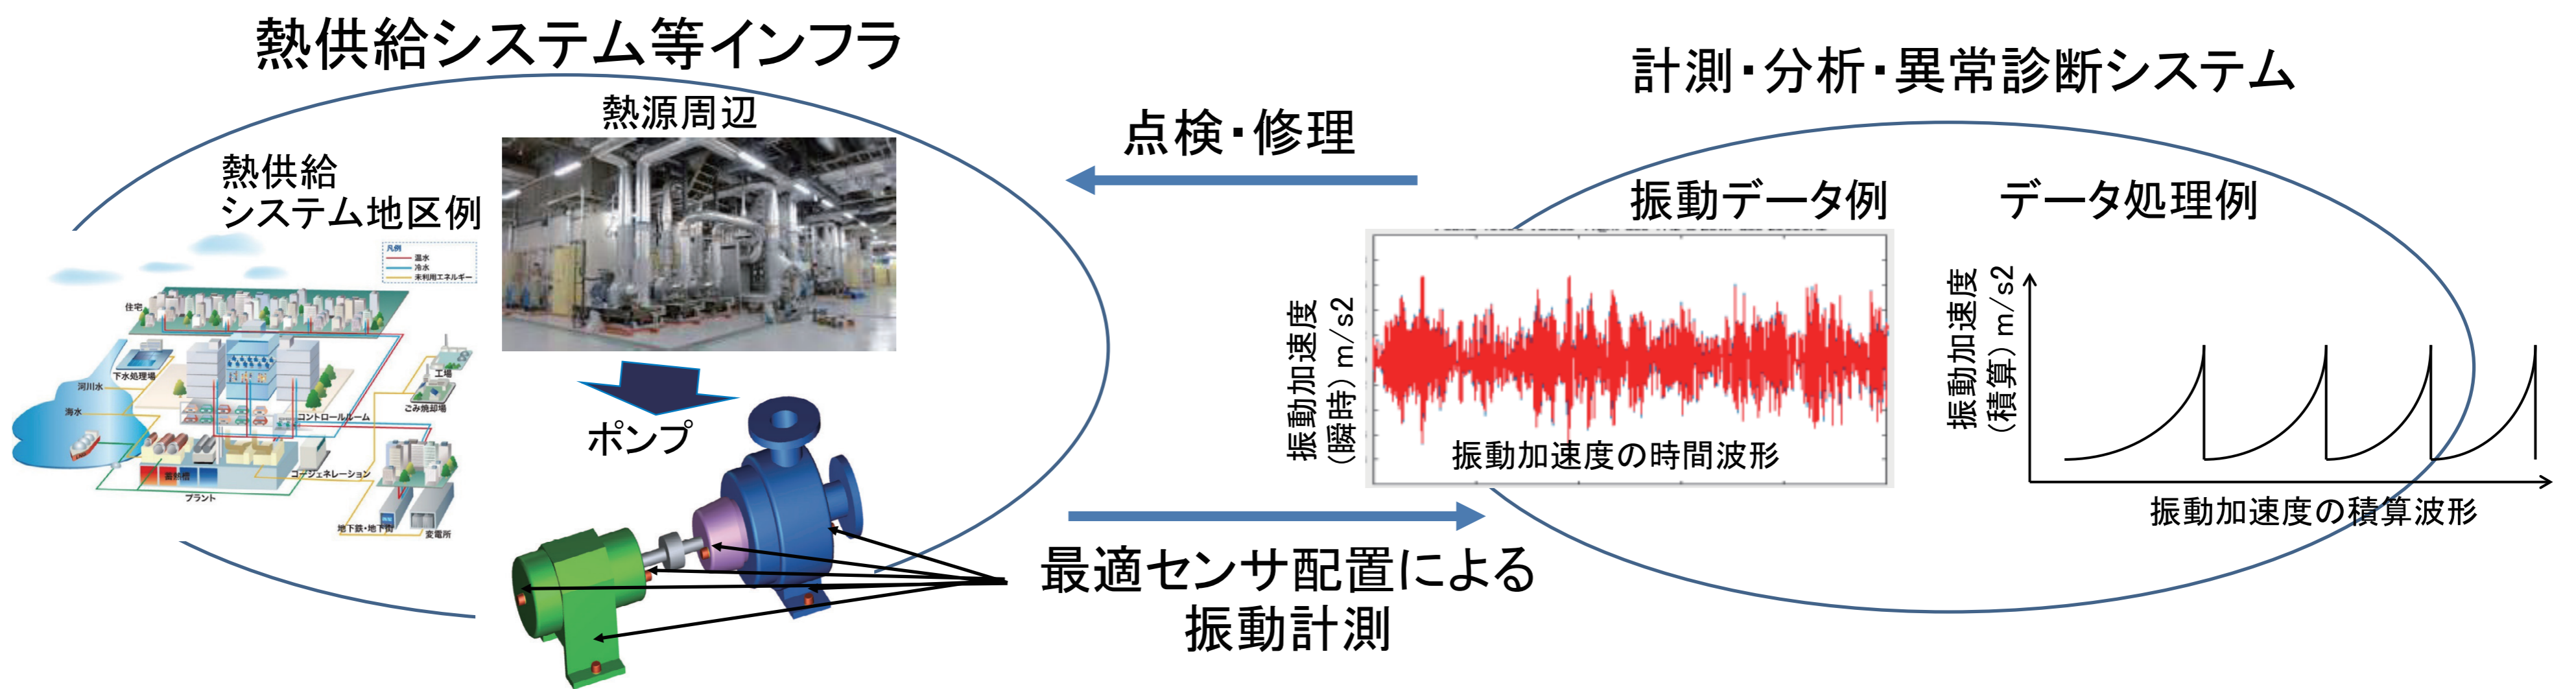 熱供給システム等インフラ
熱源周辺
熱供給
システム地区例
凡例
温水
冷水
未利用エネルギー
住宅
下水処理場
河川水
海水
工場
ごみ焼却場
コントロールルーム
コージェネレーション
蓄熱槽
プラント
地下鉄・地下街
変電所
ポンプ
点検・修理
最適センサ配置による
振動計測
計測・分析・異常診断システム
振動データ例
振動加速度
(瞬時) m/s2
振動加速度の時間波形
データ処理例
振動加速度
(積算) m/s2
振動加速度の積算波形